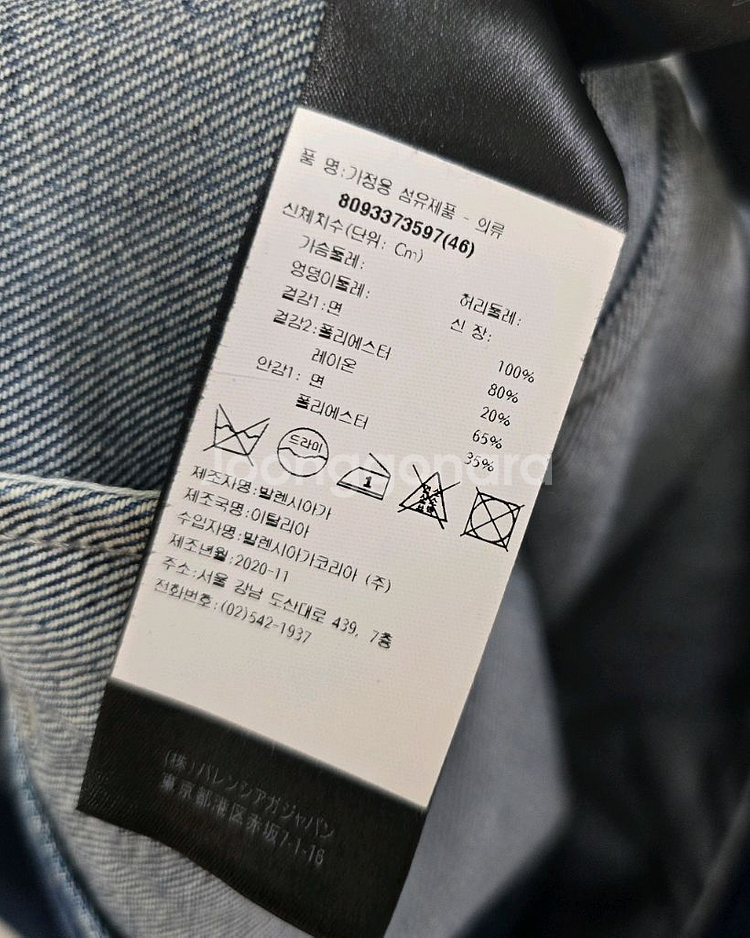 품 명:가정용 섬유제품 - 의류
8093373597(46)
신체치수(단위: Cm)
가슴둘레: 허리둘레:
엉덩이둘레: 신 장:
겉감1:면 100%
겉감2:폴리에스터 80%
레이온 20%
안감1: 면 65%
폴리에스터 35%
드라이
1
염소표백
제조자명:발렌시아가
제조국명:이탈리아
수입자명:발렌시아가코리아 (주)
제조년월:2020-11
주소:서울 강남 도산대로 439, 7층
전화번호:(02)542-1937
(株)バレンシアガジャパン
東京都港区赤坂7-1-16
joonggonara